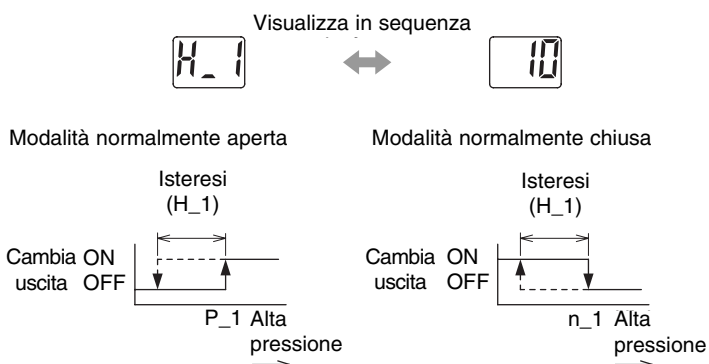 Visualizza in sequenza
H_1
10
Modalità normalmente aperta
Modalità normalmente chiusa
Isteresi
(H_1)
Isteresi
(H_1)
Cambia ON
uscita OFF
Cambia ON
uscita OFF
P_1 Alta
pressione
n_1 Alta
pressione